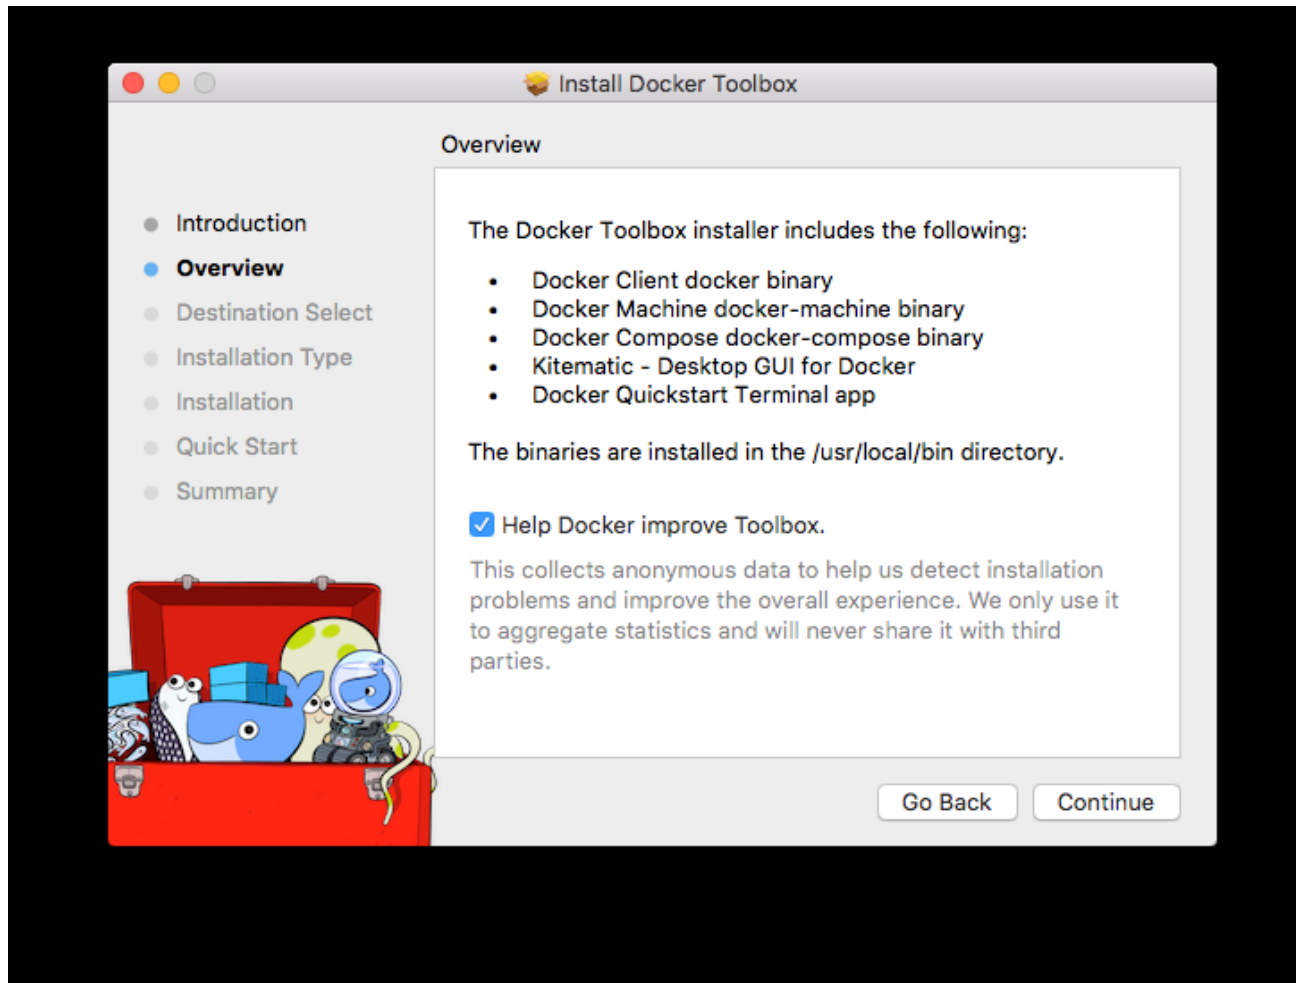 Install Docker Toolbox
Overview
Introduction
Overview
Destination Select
Installation Type
Installation
Quick Start
Summary
The Docker Toolbox installer includes the following:
• Docker Client docker binary
• Docker Machine docker-machine binary
• Docker Compose docker-compose binary
• Kitematic - Desktop GUI for Docker
• Docker Quickstart Terminal app
The binaries are installed in the /usr/local/bin directory.
Help Docker improve Toolbox.
This collects anonymous data to help us detect installation
problems and improve the overall experience. We only use it
to aggregate statistics and will never share it with third
parties.
Go Back
Continue